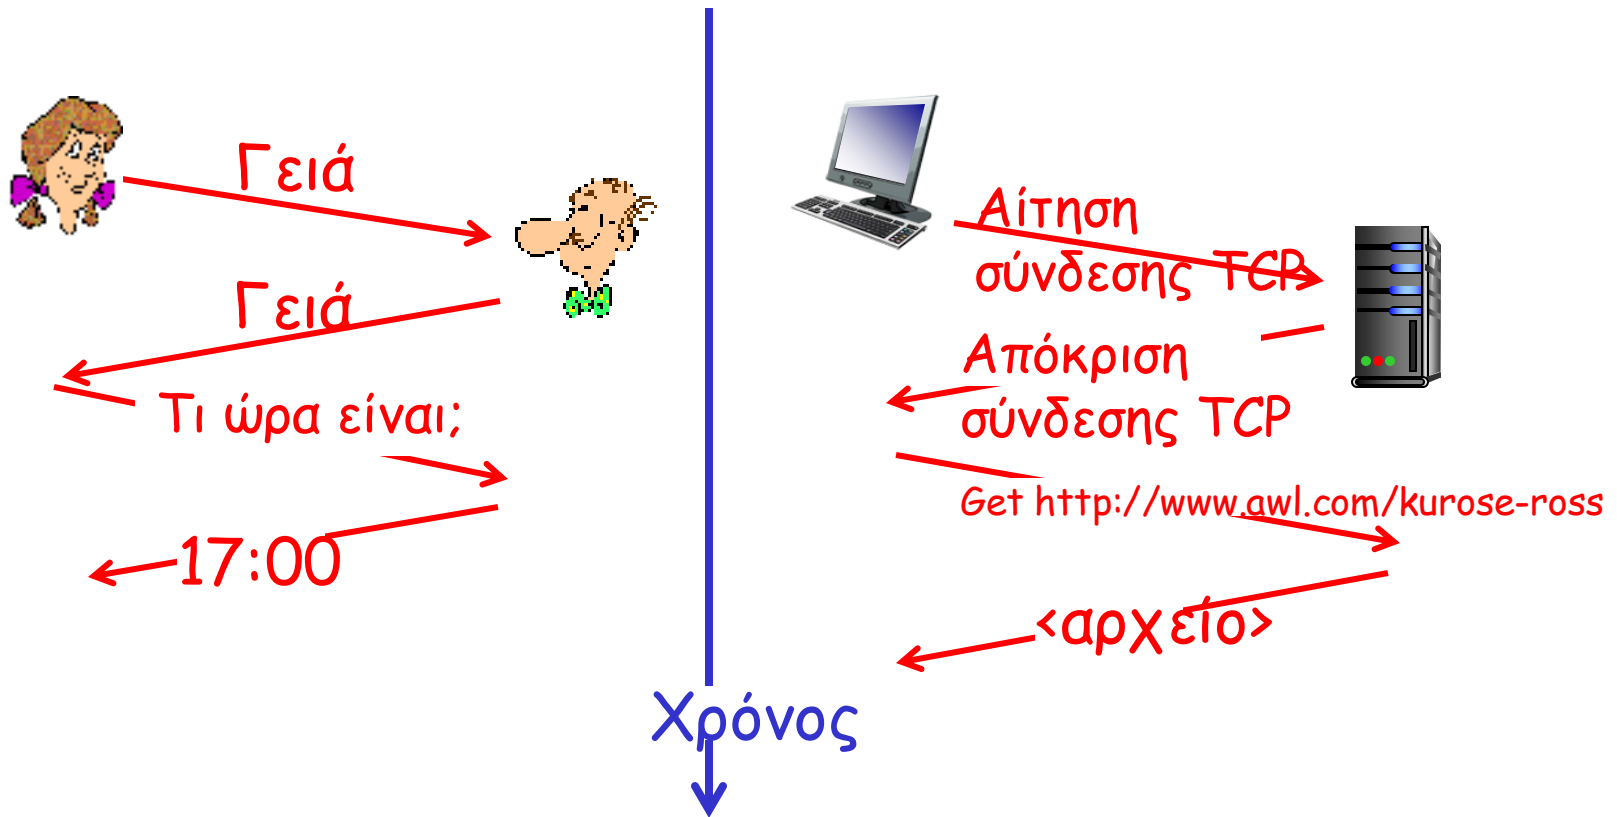 Γειά
Γειά
Τι ώρα είναι;
17:00
Αίτηση
σύνδεσης TCP
Απόκριση
σύνδεσης TCP
Get http://www.awl.com/kurose-ross
<αρχείο>
Χρόνος